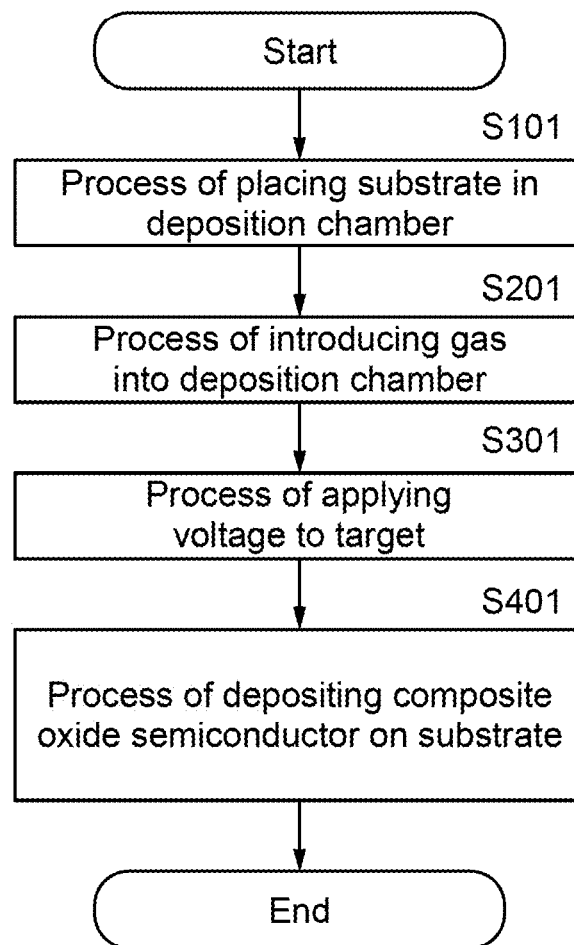 Start
S101
Process of placing substrate in
deposition chamber
S201
Process of introducing gas
into deposition chamber
S301
Process of applying
voltage to target
S401
Process of depositing composite
oxide semiconductor on substrate
End